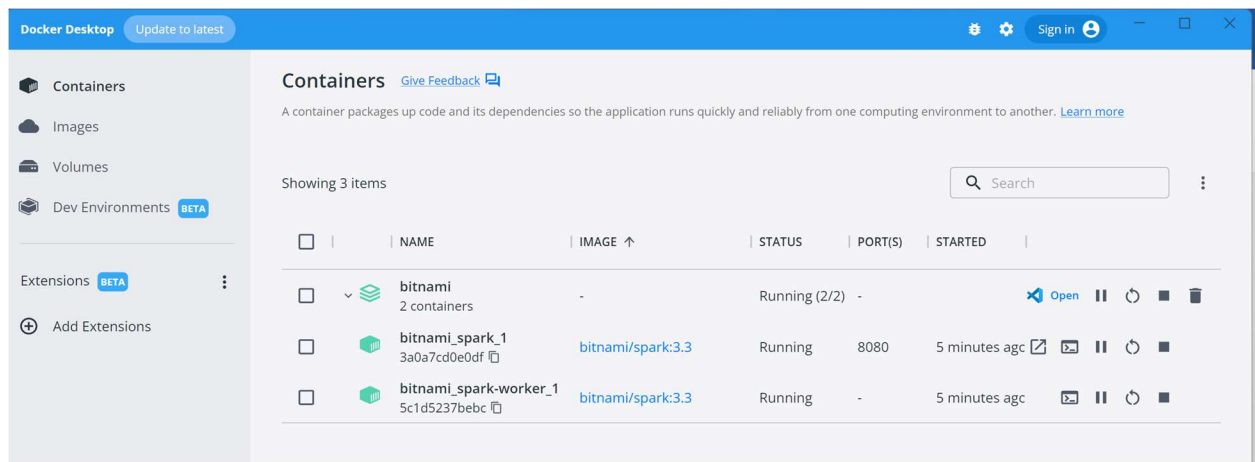 Docker Desktop Update to latest Sign in
Containers
Images
Volumes
Dev Environments BETA
Extensions BETA
Add Extensions
Containers Give Feedback
A container packages up code and its dependencies so the application runs quickly and reliably from one computing environment to another. Learn more
Showing 3 items
Search
NAME IMAGE ↑ STATUS PORT(S) STARTED
bitnami
2 containers
- Running (2/2) - Open
bitnami_spark_1
3a0a7cd0e0df
bitnami/spark:3.3 Running 8080 5 minutes agc
bitnami_spark-worker_1
5c1d5237bebc
bitnami/spark:3.3 Running - 5 minutes agc